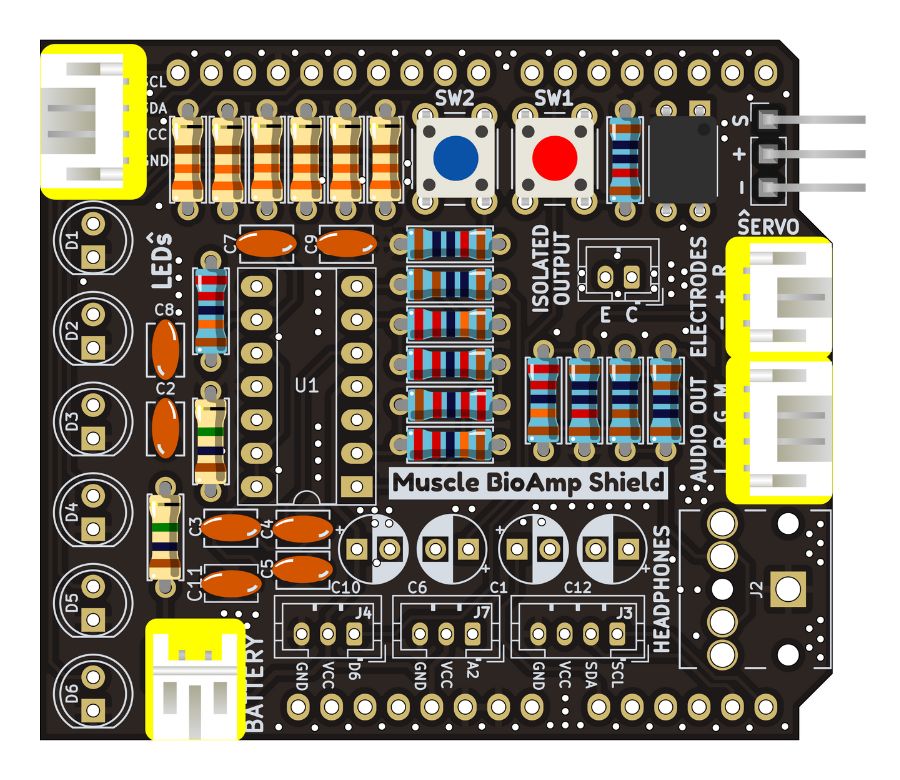 SCL
SDA
VCC
GND
SW2
SW1
S
+
-
SERVO
D1
LEDs
C7
C9
ISOLATED
OUTPUT
E C
ELECTRODES
- + R
D2
C8
C2
U1
D3
AUDIO OUT
L R G M
Muscle BioAmp Shield
D4
C3
C4
C5
C11
+
+
+
+
C10
C6
C1
C12
HEADPHONES
J2
D5
J4
J7
J3
GND
VCC
D6
GND
VCC
A2
GND
VCC
SDA
SCL
BATTERY
D6